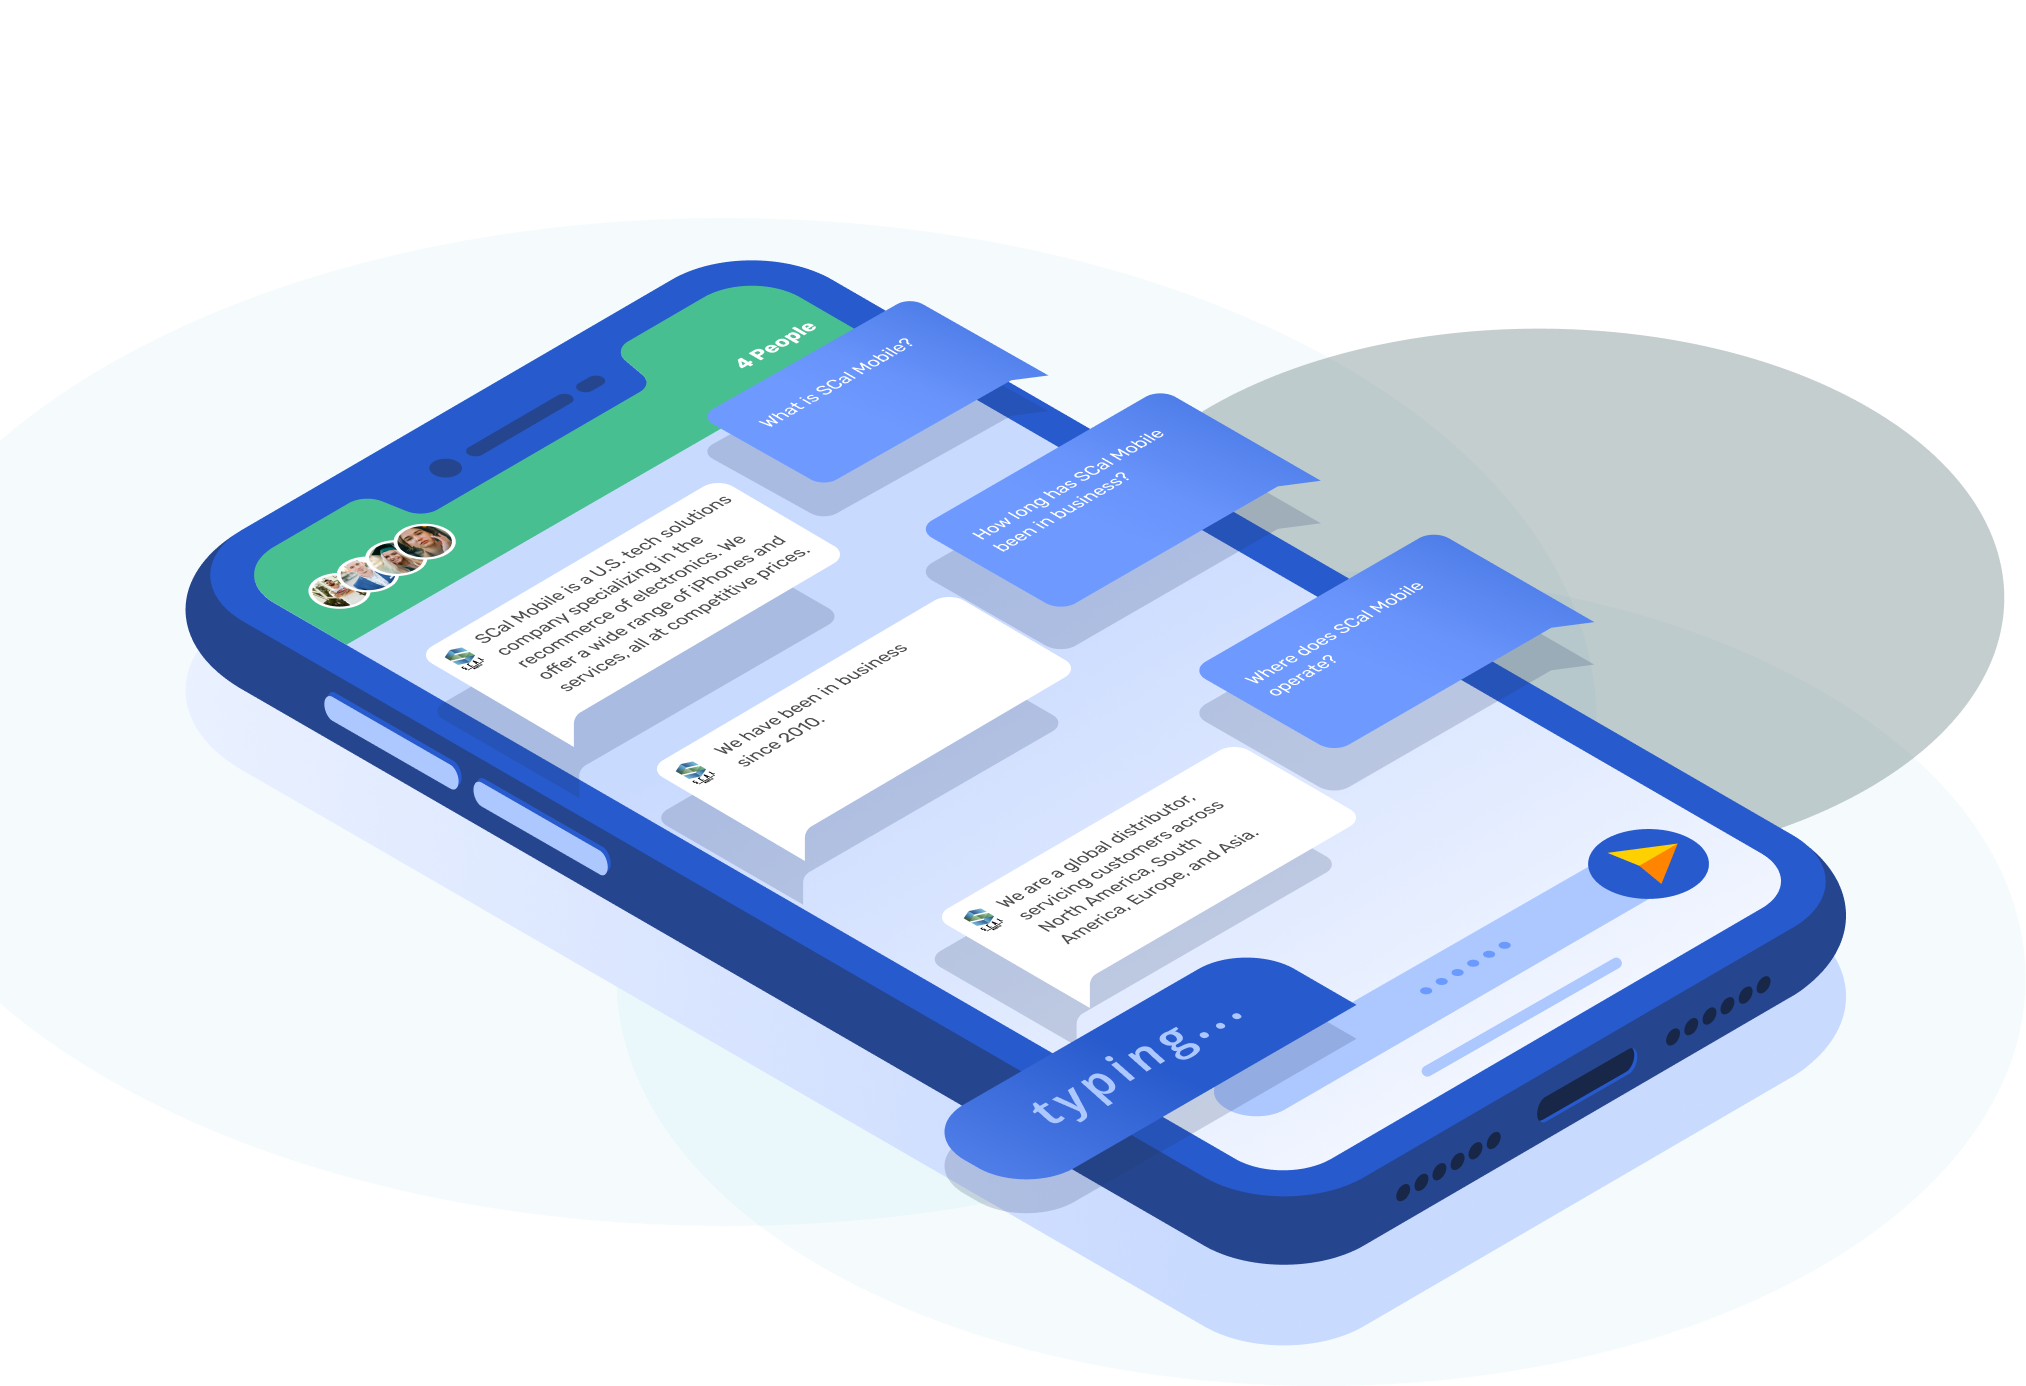 4 People
What is SCal Mobile?
SCal Mobile is a U.S. tech solutions
company specializing in the
recommerce of electronics. We
offer a wide range of iPhones and
services, all at competitive prices.
How long has SCal Mobile
been in business?
We have been in business
since 2010.
Where does SCal Mobile
operate?
We are a global distributor,
servicing customers across
North America, South
America, Europe, and Asia.
typing...